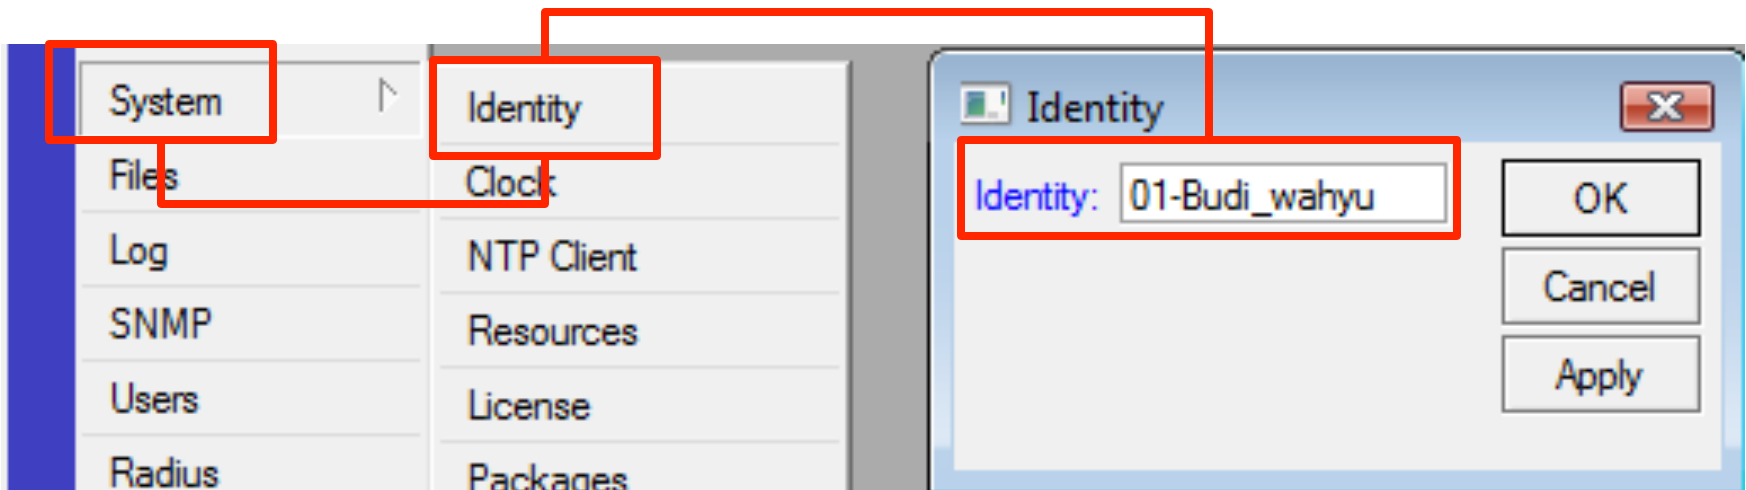 System
Files
Log
SNMP
Users
Radius
Identity
Clock
NTP Client
Resources
License
Packages
Identity
Identity: 01-Budi_wahyu
OK
Cancel
Apply